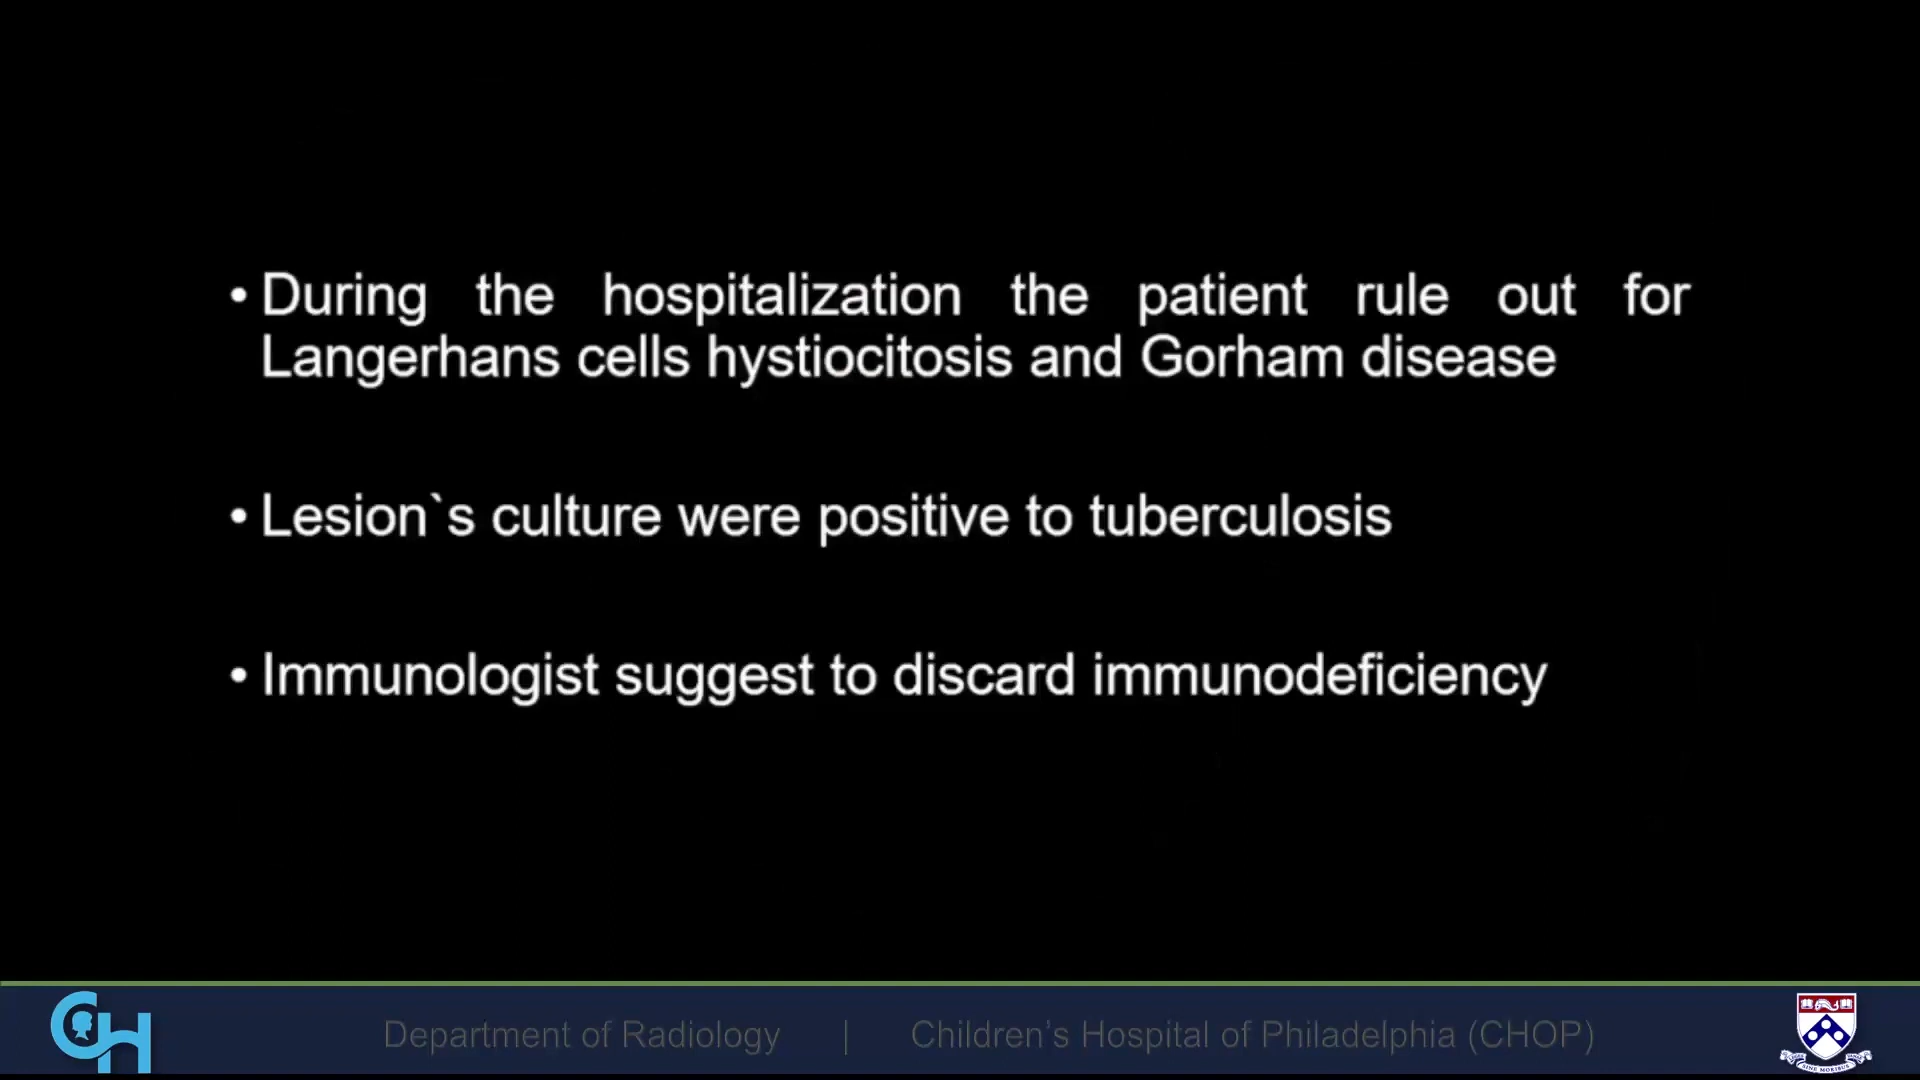 • During the hospitalization the patient rule out for
Langerhans cells hystiocitosis and Gorham disease
• Lesion`s culture were positive to tuberculosis
• Immunologist suggest to discard immunodeficiency
CH
Department of Radiology | Children’s Hospital of Philadelphia (CHOP)